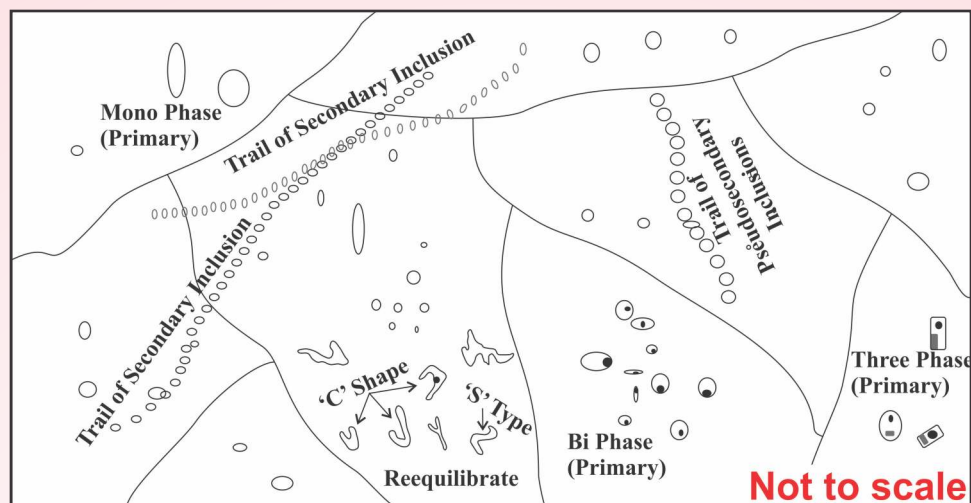 Mono Phase
(Primary)
Trail of Secondary Inclusion
Trail of Secondary Inclusion
Trail of
Pseudosecondary
Inclusions
'C' Shape
'S' Type
Reequilibrate
Bi Phase
(Primary)
Three Phase
(Primary)
Not to scale